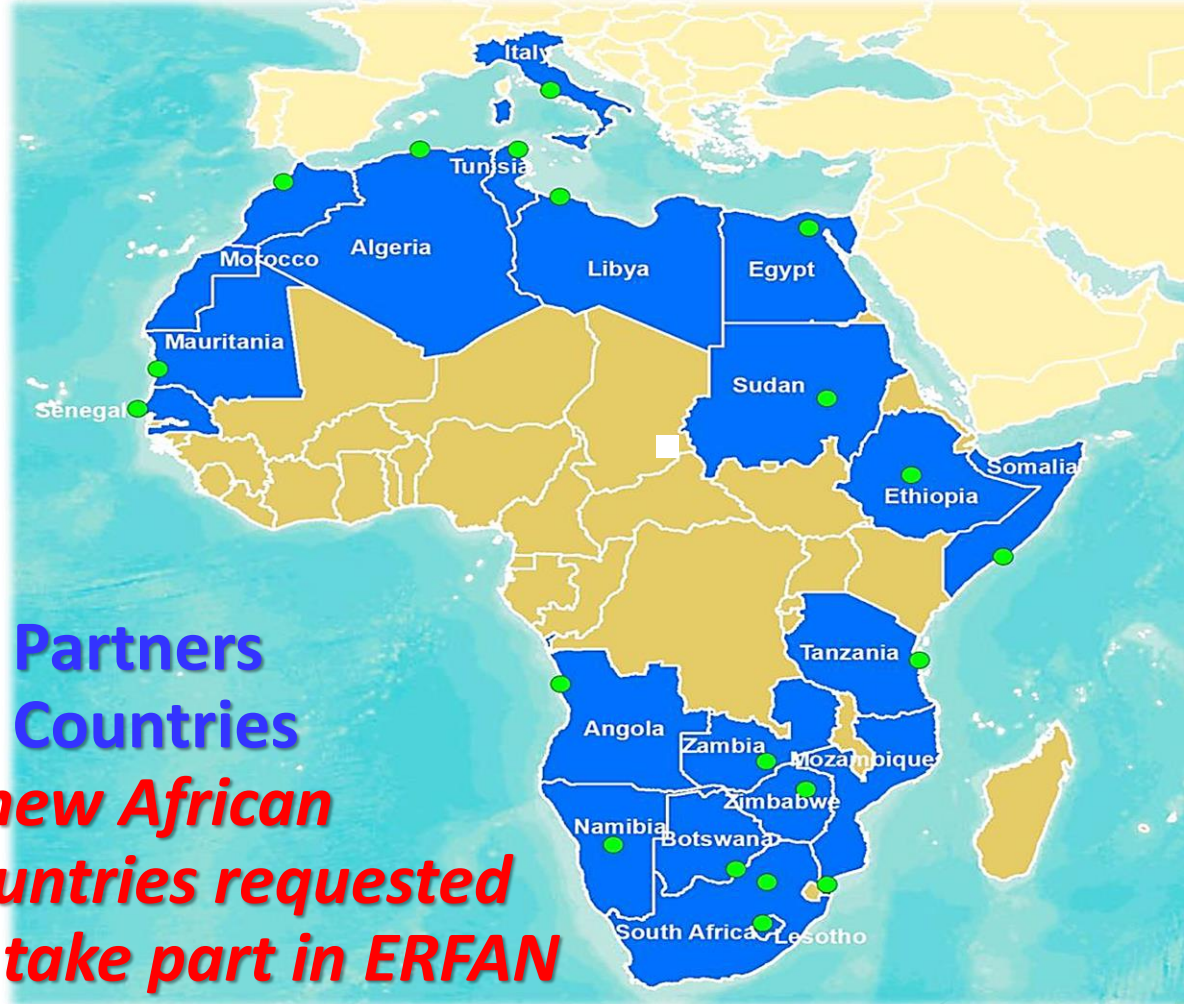 Italy
Tunisia
Morocco
Algeria
Libya
Egypt
Mauritania
Senegal
Sudan
Somalia
Ethiopia
Tanzania
Angola
Zambia
Mozambique
Zimbabwe
Namibia
Botswana
South Africa
Lesotho
Partners
Countries
new African
untries requested
take part in ERFAN